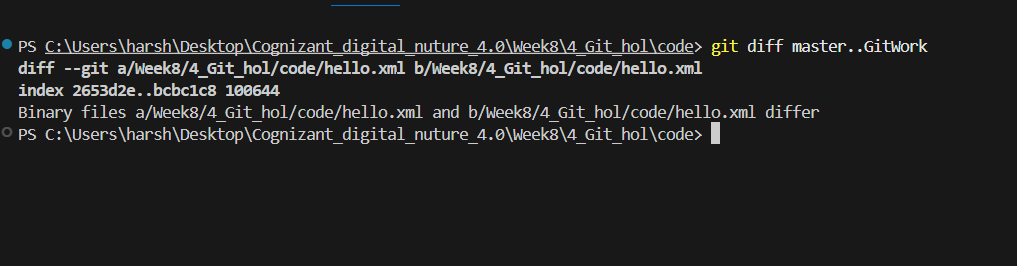 PS C:\Users\harsh\Desktop\Cognizant_digital_nuture_4.0\Week8\4_Git_hol\code> git diff master..GitWork
diff --git a/Week8/4_Git_hol/code/hello.xml b/Week8/4_Git_hol/code/hello.xml
index 2653d2e..bcbc1c8 100644
Binary files a/Week8/4_Git_hol/code/hello.xml and b/Week8/4_Git_hol/code/hello.xml differ
PS C:\Users\harsh\Desktop\Cognizant_digital_nuture_4.0\Week8\4_Git_hol\code>